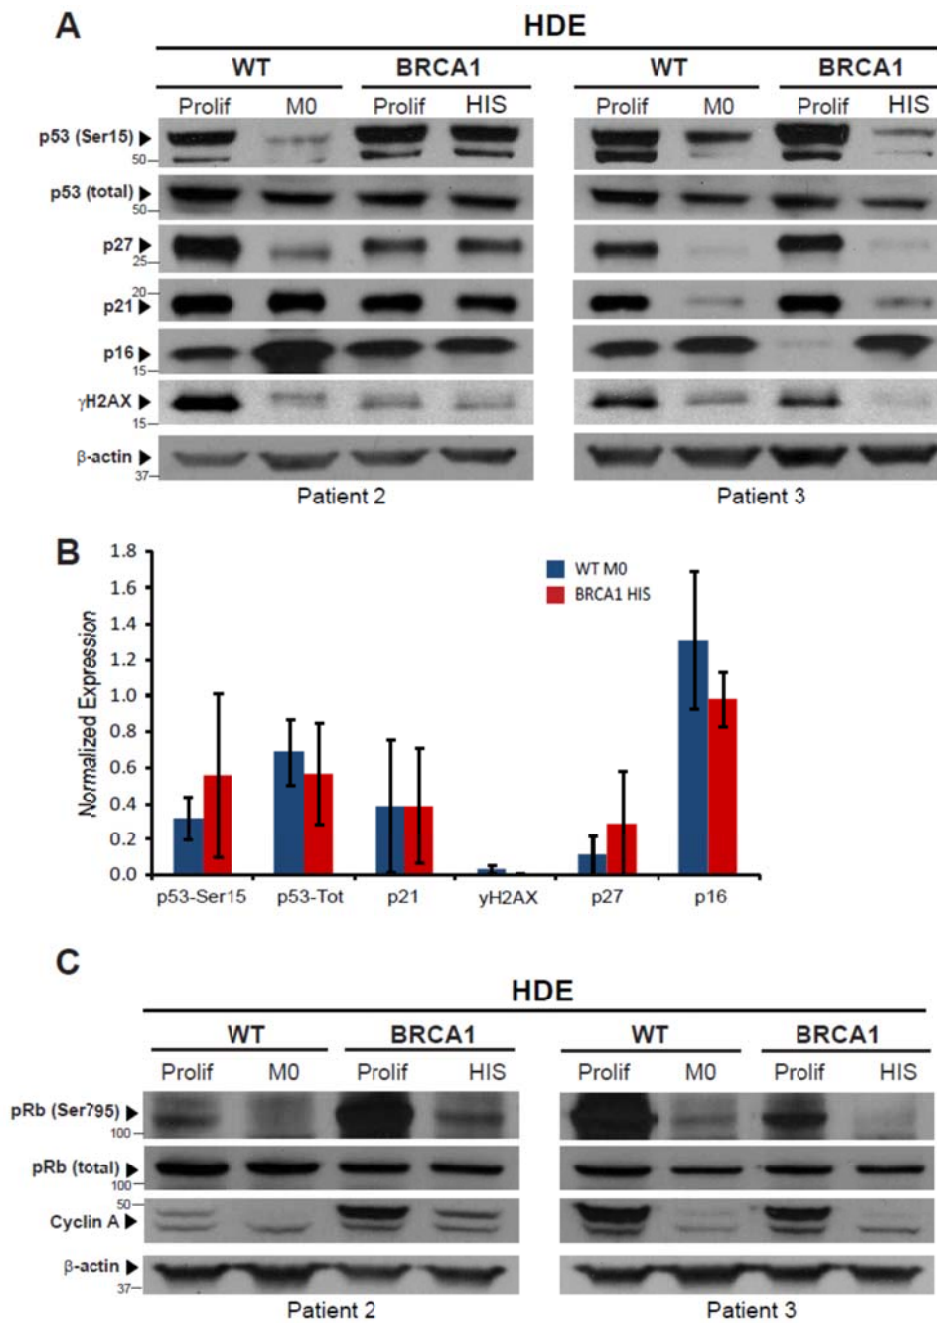 A
HDE
WT BRCA1 WT BRCA1
Prolif M0 Prolif HIS Prolif M0 Prolif HIS
p53 (Ser15)
50
p53 (total)
50
p27
25
20
p21
p16
15
γH2AX
15
β-actin
37
Patient 2 Patient 3
B
1.8
1.6
1.4
1.2
1.0
0.8
0.6
0.4
0.2
0.0
Normalized Expression
WT M0
BRCA1 HIS
p53-Ser15 p53-Tot p21 yH2AX p27 p16
C
HDE
WT BRCA1 WT BRCA1
Prolif M0 Prolif HIS Prolif M0 Prolif HIS
pRb (Ser795)
100
pRb (total)
100
50
Cyclin A
β-actin
37
Patient 2 Patient 3